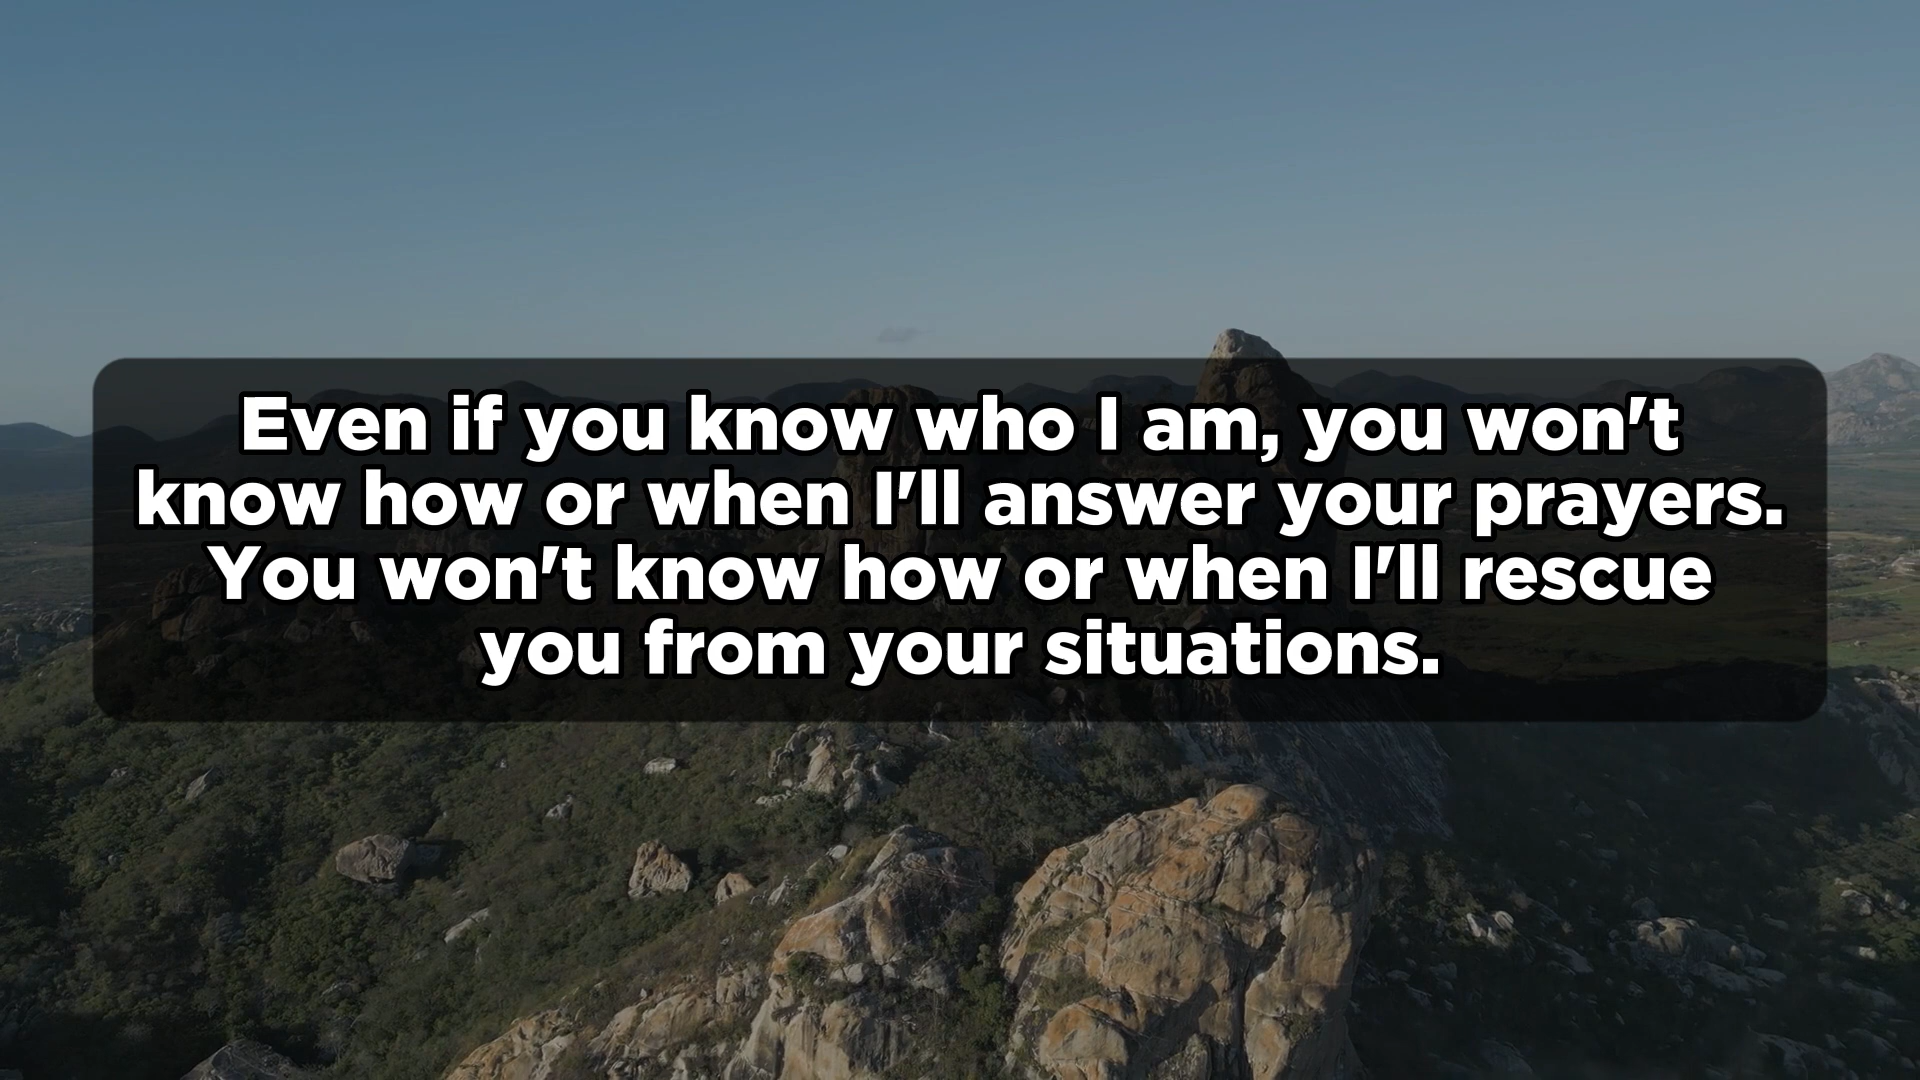 Even if you know who I am, you won't
know how or when I'll answer your prayers.
You won't know how or when I'll rescue
you from your situations.